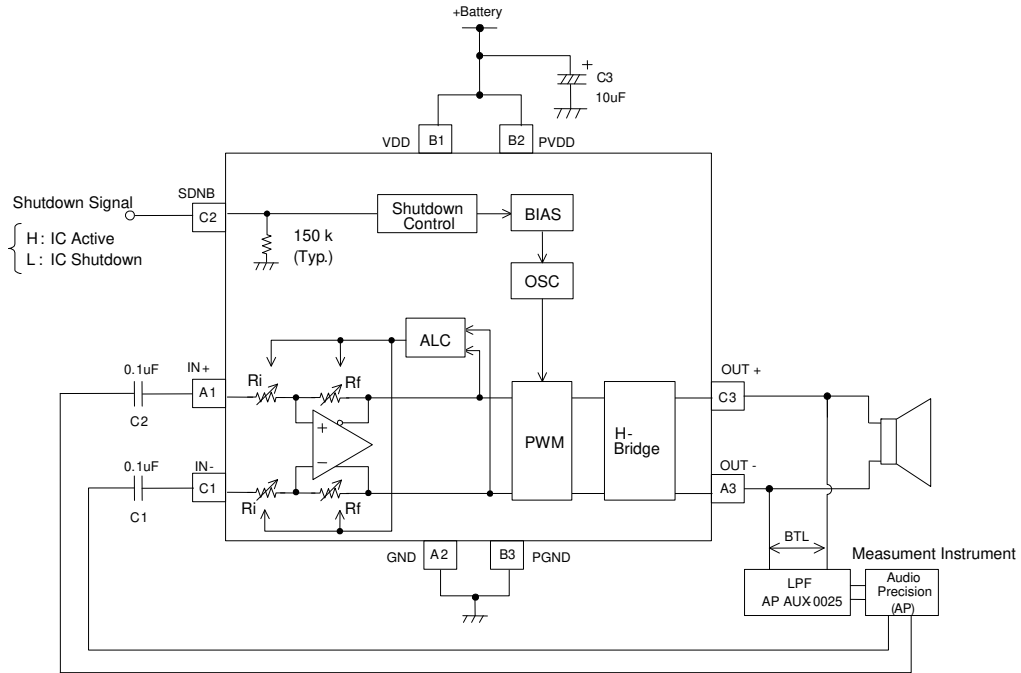 +Battery
+
C3
10uF
VDD
B1
B2
PVDD
SDNB
Shutdown Signal
C2
H : IC Active
L : IC Shutdown
150 k
(Typ.)
Shutdown
Control
BIAS
OSC
ALC
0.1uF
IN+
A1
C2
Ri
Rf
+
−
PWM
H-
Bridge
OUT +
C3
0.1uF
IN-
C1
C1
Ri
Rf
OUT -
A3
GND
A2
B3
PGND
BTL
Measument Instrument
LPF
AP AUX-0025
Audio
Precision
(AP)